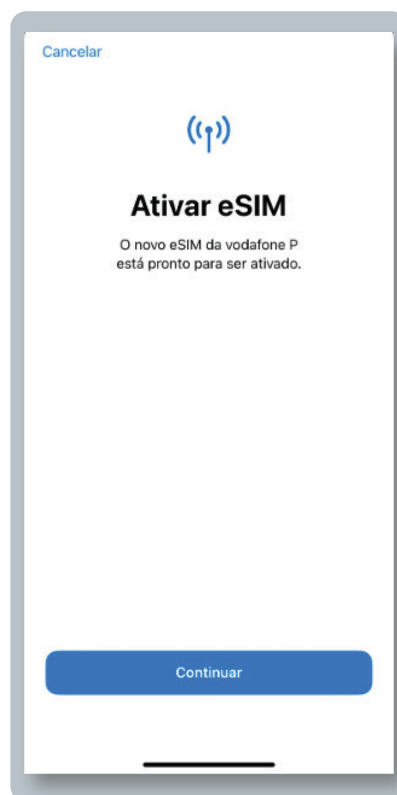 Cancelar
Ativar eSIM
O novo eSIM da vodafone P
está pronto para ser ativado.
Continuar